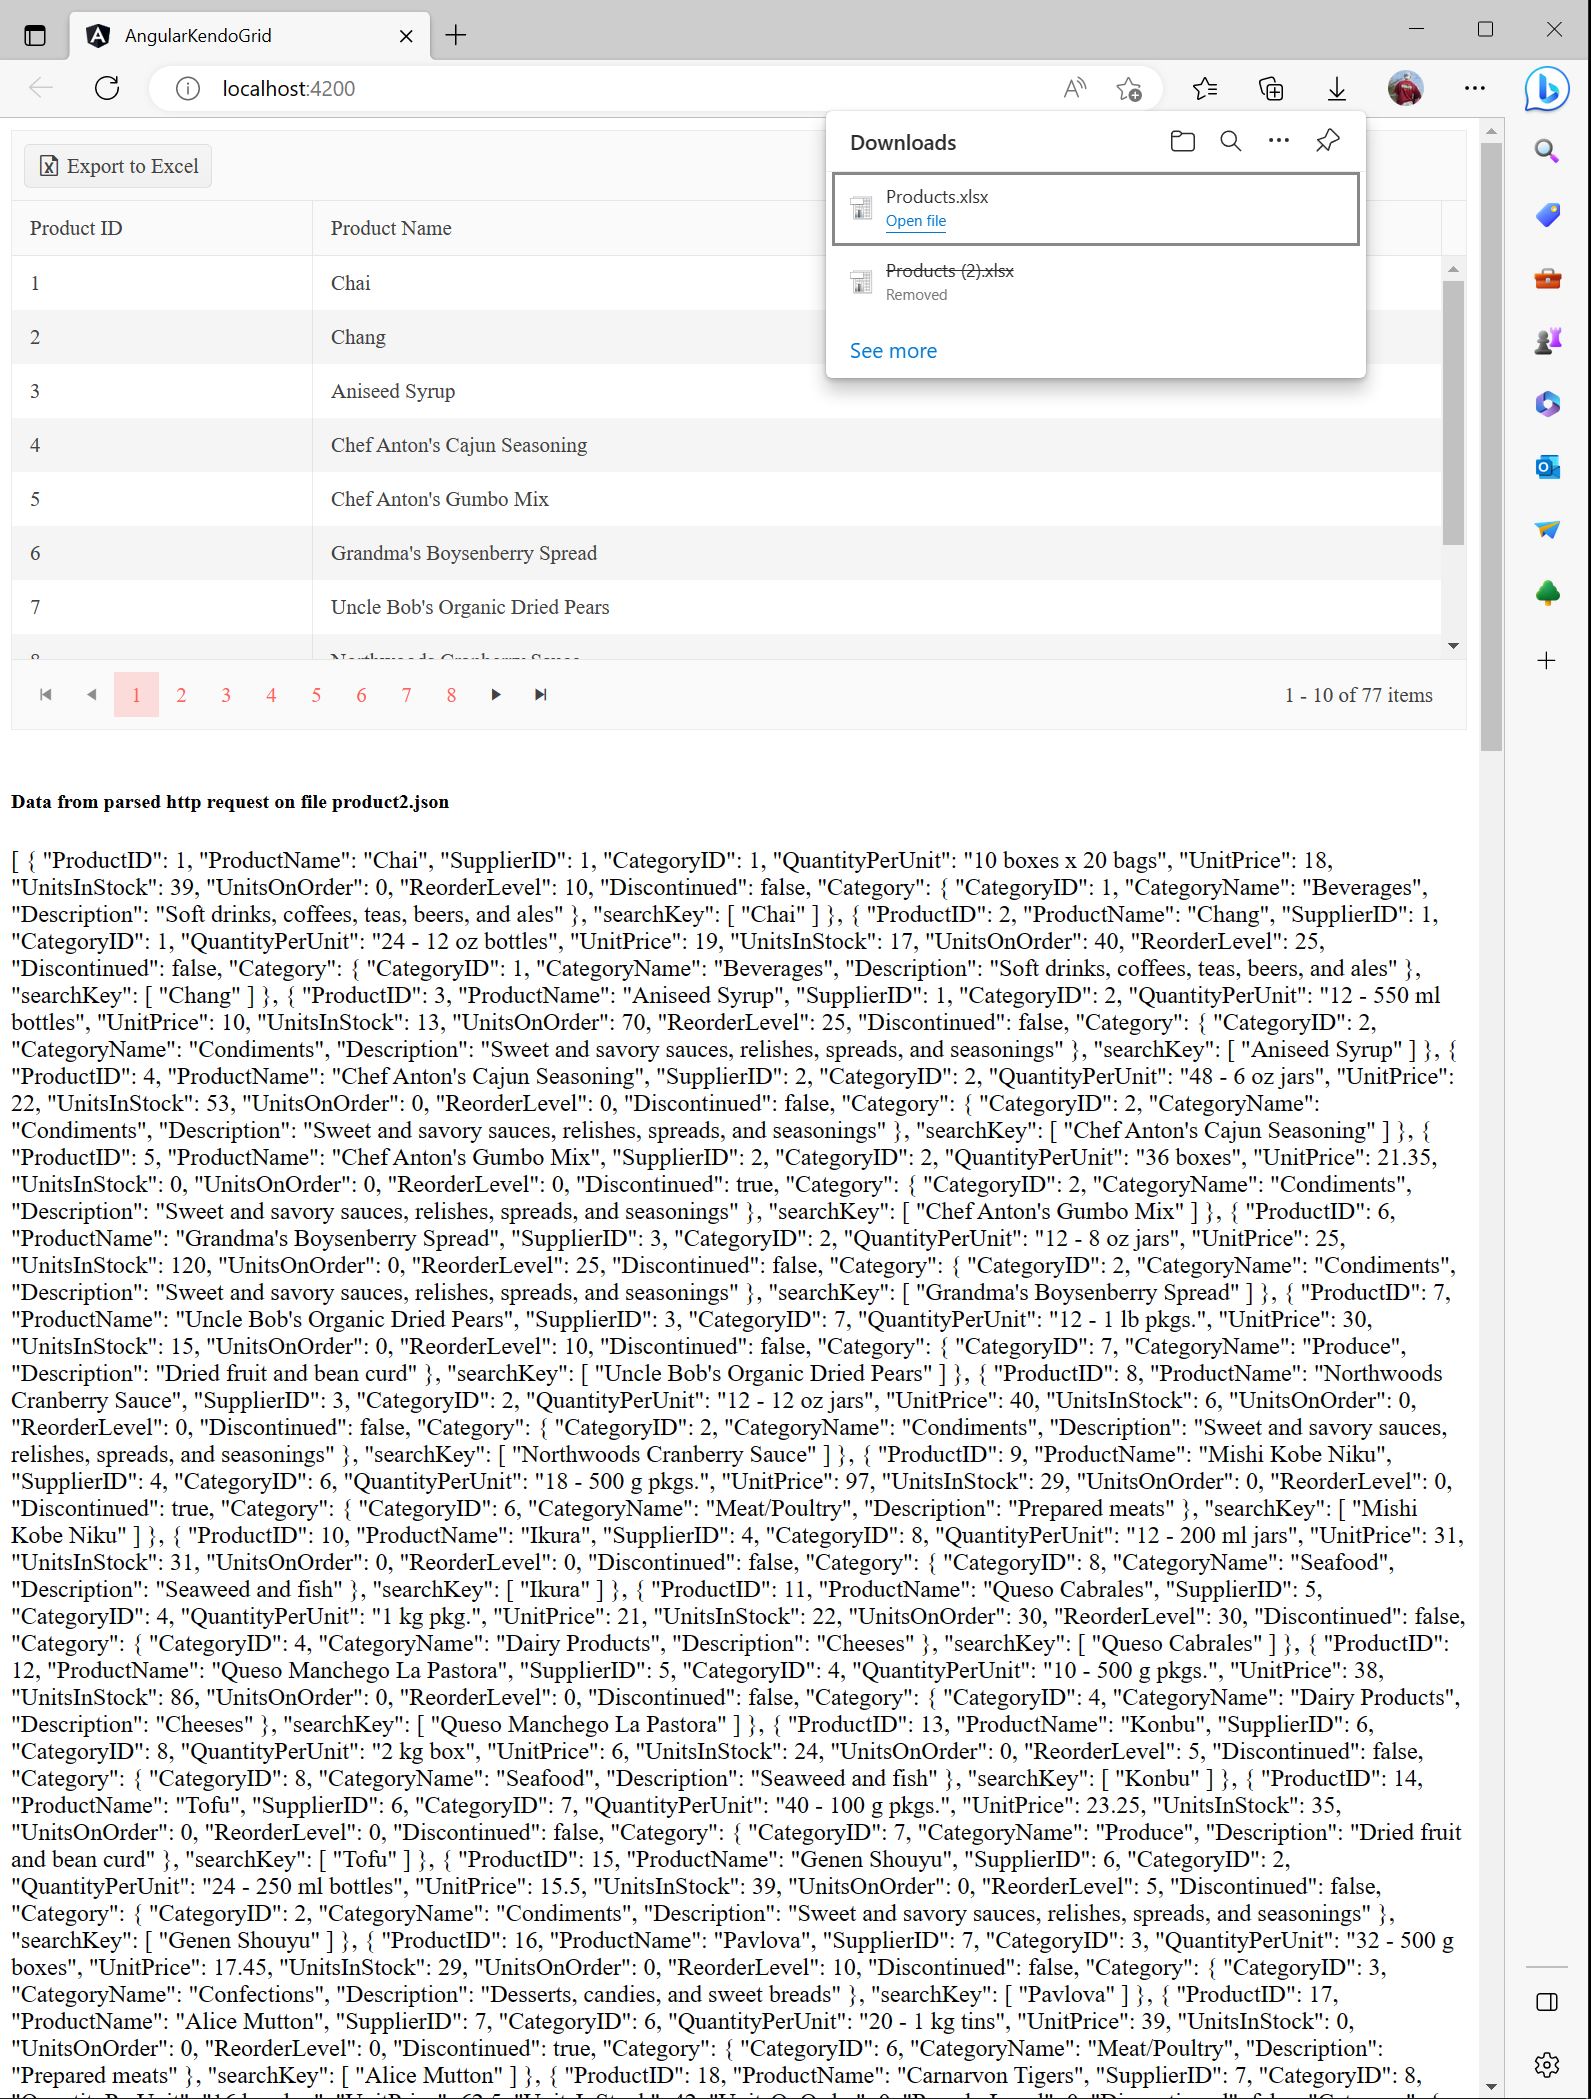 AngularKendoGrid
localhost:4200
Downloads
Products.xlsx
Open file
Products (2).xlsx
Removed
See more
Export to Excel
Product ID Product Name
1 Chai
2 Chang
3 Aniseed Syrup
4 Chef Anton's Cajun Seasoning
5 Chef Anton's Gumbo Mix
6 Grandma's Boysenberry Spread
7 Uncle Bob's Organic Dried Pears
8 Northwoods Cranberry Sauce
1 2 3 4 5 6 7 8 1 - 10 of 77 items
Data from parsed http request on file product2.json
[ { "ProductID": 1, "ProductName": "Chai", "SupplierID": 1, "CategoryID": 1, "QuantityPerUnit": "10 boxes x 20 bags", "UnitPrice": 18,
"UnitsInStock": 39, "UnitsOnOrder": 0, "ReorderLevel": 10, "Discontinued": false, "Category": { "CategoryID": 1, "CategoryName": "Beverages",
"Description": "Soft drinks, coffees, teas, beers, and ales" }, "searchKey": [ "Chai" ] }, { "ProductID": 2, "ProductName": "Chang", "SupplierID": 1,
"CategoryID": 1, "QuantityPerUnit": "24 - 12 oz bottles", "UnitPrice": 19, "UnitsInStock": 17, "UnitsOnOrder": 40, "ReorderLevel": 25,
"Discontinued": false, "Category": { "CategoryID": 1, "CategoryName": "Beverages", "Description": "Soft drinks, coffees, teas, beers, and ales" },
"searchKey": [ "Chang" ] }, { "ProductID": 3, "ProductName": "Aniseed Syrup", "SupplierID": 1, "CategoryID": 2, "QuantityPerUnit": "12 - 550 ml
bottles", "UnitPrice": 10, "UnitsInStock": 13, "UnitsOnOrder": 70, "ReorderLevel": 25, "Discontinued": false, "Category": { "CategoryID": 2,
"CategoryName": "Condiments", "Description": "Sweet and savory sauces, relishes, spreads, and seasonings" }, "searchKey": [ "Aniseed Syrup" ] }, {
"ProductID": 4, "ProductName": "Chef Anton's Cajun Seasoning", "SupplierID": 2, "CategoryID": 2, "QuantityPerUnit": "48 - 6 oz jars", "UnitPrice":
22, "UnitsInStock": 53, "UnitsOnOrder": 0, "ReorderLevel": 0, "Discontinued": false, "Category": { "CategoryID": 2, "CategoryName":
"Condiments", "Description": "Sweet and savory sauces, relishes, spreads, and seasonings" }, "searchKey": [ "Chef Anton's Cajun Seasoning" ] }, {
"ProductID": 5, "ProductName": "Chef Anton's Gumbo Mix", "SupplierID": 2, "CategoryID": 2, "QuantityPerUnit": "36 boxes", "UnitPrice": 21.35,
"UnitsInStock": 0, "UnitsOnOrder": 0, "ReorderLevel": 0, "Discontinued": true, "Category": { "CategoryID": 2, "CategoryName": "Condiments",
"Description": "Sweet and savory sauces, relishes, spreads, and seasonings" }, "searchKey": [ "Chef Anton's Gumbo Mix" ] }, { "ProductID": 6,
"ProductName": "Grandma's Boysenberry Spread", "SupplierID": 3, "CategoryID": 2, "QuantityPerUnit": "12 - 8 oz jars", "UnitPrice": 25,
"UnitsInStock": 120, "UnitsOnOrder": 0, "ReorderLevel": 25, "Discontinued": false, "Category": { "CategoryID": 2, "CategoryName": "Condiments",
"Description": "Sweet and savory sauces, relishes, spreads, and seasonings" }, "searchKey": [ "Grandma's Boysenberry Spread" ] }, { "ProductID": 7,
"ProductName": "Uncle Bob's Organic Dried Pears", "SupplierID": 3, "CategoryID": 7, "QuantityPerUnit": "12 - 1 lb pkgs.", "UnitPrice": 30,
"UnitsInStock": 15, "UnitsOnOrder": 0, "ReorderLevel": 10, "Discontinued": false, "Category": { "CategoryID": 7, "CategoryName": "Produce",
"Description": "Dried fruit and bean curd" }, "searchKey": [ "Uncle Bob's Organic Dried Pears" ] }, { "ProductID": 8, "ProductName": "Northwoods
Cranberry Sauce", "SupplierID": 3, "CategoryID": 2, "QuantityPerUnit": "12 - 12 oz jars", "UnitPrice": 40, "UnitsInStock": 6, "UnitsOnOrder": 0,
"ReorderLevel": 0, "Discontinued": false, "Category": { "CategoryID": 2, "CategoryName": "Condiments", "Description": "Sweet and savory sauces,
relishes, spreads, and seasonings" }, "searchKey": [ "Northwoods Cranberry Sauce" ] }, { "ProductID": 9, "ProductName": "Mishi Kobe Niku",
"SupplierID": 4, "CategoryID": 6, "QuantityPerUnit": "18 - 500 g pkgs.", "UnitPrice": 97, "UnitsInStock": 29, "UnitsOnOrder": 0, "ReorderLevel": 0,
"Discontinued": true, "Category": { "CategoryID": 6, "CategoryName": "Meat/Poultry", "Description": "Prepared meats" }, "searchKey": [ "Mishi
Kobe Niku" ] }, { "ProductID": 10, "ProductName": "Ikura", "SupplierID": 4, "CategoryID": 8, "QuantityPerUnit": "12 - 200 ml jars", "UnitPrice": 31,
"UnitsInStock": 31, "UnitsOnOrder": 0, "ReorderLevel": 0, "Discontinued": false, "Category": { "CategoryID": 8, "CategoryName": "Seafood",
"Description": "Seaweed and fish" }, "searchKey": [ "Ikura" ] }, { "ProductID": 11, "ProductName": "Queso Cabrales", "SupplierID": 5,
"CategoryID": 4, "QuantityPerUnit": "1 kg pkg.", "UnitPrice": 21, "UnitsInStock": 22, "UnitsOnOrder": 30, "ReorderLevel": 30, "Discontinued": false,
"Category": { "CategoryID": 4, "CategoryName": "Dairy Products", "Description": "Cheeses" }, "searchKey": [ "Queso Cabrales" ] }, { "ProductID":
12, "ProductName": "Queso Manchego La Pastora", "SupplierID": 5, "CategoryID": 4, "QuantityPerUnit": "10 - 500 g pkgs.", "UnitPrice": 38,
"UnitsInStock": 86, "UnitsOnOrder": 0, "ReorderLevel": 0, "Discontinued": false, "Category": { "CategoryID": 4, "CategoryName": "Dairy Products",
"Description": "Cheeses" }, "searchKey": [ "Queso Manchego La Pastora" ] }, { "ProductID": 13, "ProductName": "Konbu", "SupplierID": 6,
"CategoryID": 8, "QuantityPerUnit": "2 kg box", "UnitPrice": 6, "UnitsInStock": 24, "UnitsOnOrder": 0, "ReorderLevel": 5, "Discontinued": false,
"Category": { "CategoryID": 8, "CategoryName": "Seafood", "Description": "Seaweed and fish" }, "searchKey": [ "Konbu" ] }, { "ProductID": 14,
"ProductName": "Tofu", "SupplierID": 6, "CategoryID": 7, "QuantityPerUnit": "40 - 100 g pkgs.", "UnitPrice": 23.25, "UnitsInStock": 35,
"UnitsOnOrder": 0, "ReorderLevel": 0, "Discontinued": false, "Category": { "CategoryID": 7, "CategoryName": "Produce", "Description": "Dried fruit
and bean curd" }, "searchKey": [ "Tofu" ] }, { "ProductID": 15, "ProductName": "Genen Shouyu", "SupplierID": 6, "CategoryID": 2,
"QuantityPerUnit": "24 - 250 ml bottles", "UnitPrice": 15.5, "UnitsInStock": 39, "UnitsOnOrder": 0, "ReorderLevel": 5, "Discontinued": false,
"Category": { "CategoryID": 2, "CategoryName": "Condiments", "Description": "Sweet and savory sauces, relishes, spreads, and seasonings" },
"searchKey": [ "Genen Shouyu" ] }, { "ProductID": 16, "ProductName": "Pavlova", "SupplierID": 7, "CategoryID": 3, "QuantityPerUnit": "32 - 500 g
boxes", "UnitPrice": 17.45, "UnitsInStock": 29, "UnitsOnOrder": 0, "ReorderLevel": 10, "Discontinued": false, "Category": { "CategoryID": 3,
"CategoryName": "Confections", "Description": "Desserts, candies, and sweet breads" }, "searchKey": [ "Pavlova" ] }, { "ProductID": 17,
"ProductName": "Alice Mutton", "SupplierID": 7, "CategoryID": 6, "QuantityPerUnit": "20 - 1 kg tins", "UnitPrice": 39, "UnitsInStock": 0,
"UnitsOnOrder": 0, "ReorderLevel": 0, "Discontinued": true, "Category": { "CategoryID": 6, "CategoryName": "Meat/Poultry", "Description":
"Prepared meats" }, "searchKey": [ "Alice Mutton" ] }, { "ProductID": 18, "ProductName": "Carnarvon Tigers", "SupplierID": 7, "CategoryID": 8,